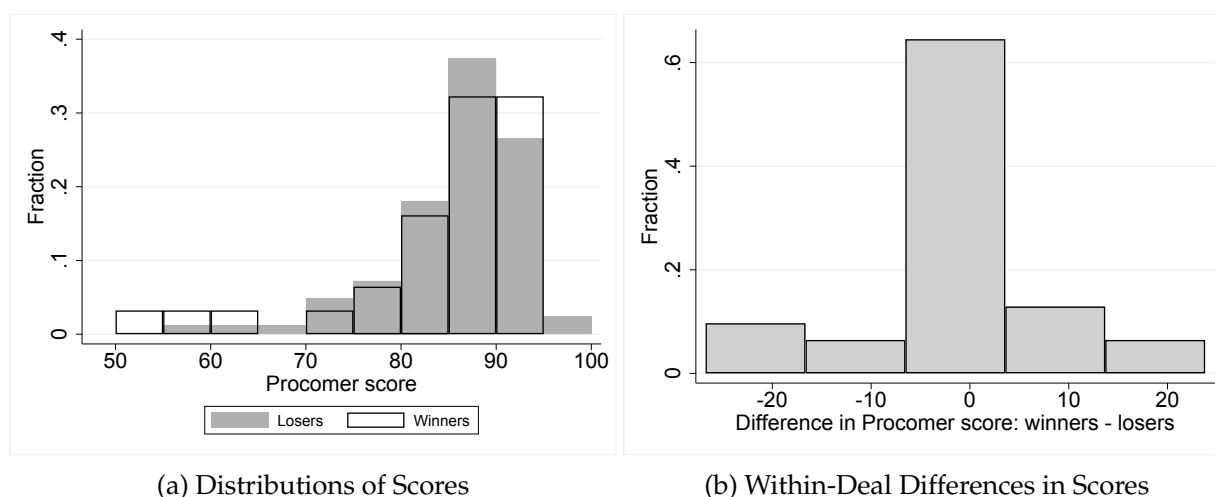 Fraction
.4
.3
.2
.1
0
50 60 70 80 90 100
Procomer score
Losers Winners
(a) Distributions of Scores
Fraction
.6
.4
.2
0
-20 -10 0 10 20
Difference in Procomer score: winners - losers
(b) Within-Deal Differences in Scores